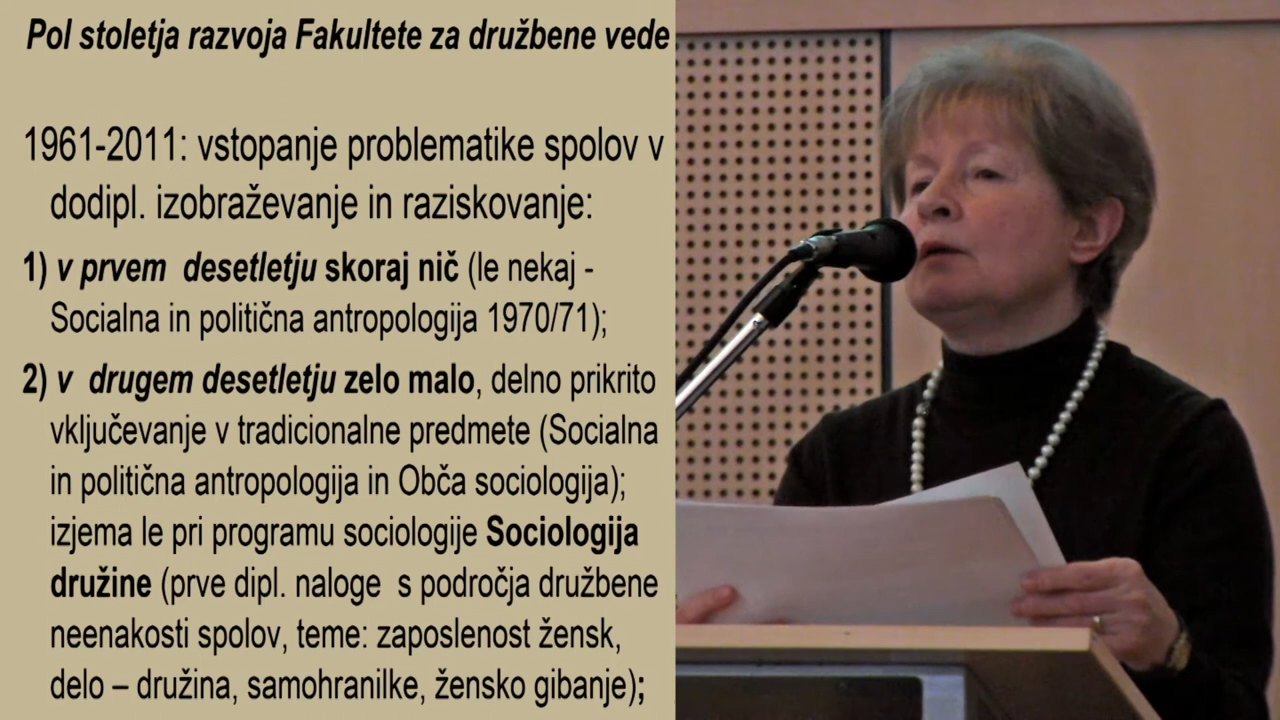 Pol stoletja razvoja Fakultete za družbene vede
1961-2011: vstopanje problematike spolov v
dodipl. izobraževanje in raziskovanje:
1) v prvem desetletju skoraj nič (le nekaj -
Socialna in politična antropologija 1970/71);
2) v drugem desetletju zelo malo, delno prikrito
vključevanje v tradicionalne predmete (Socialna
in politična antropologija in Obča sociologija);
izjema le pri programu sociologije Sociologija
družine (prve dipl. naloge s področja družbene
neenakosti spolov, teme: zaposlenost žensk,
delo – družina, samohranilke, žensko gibanje);